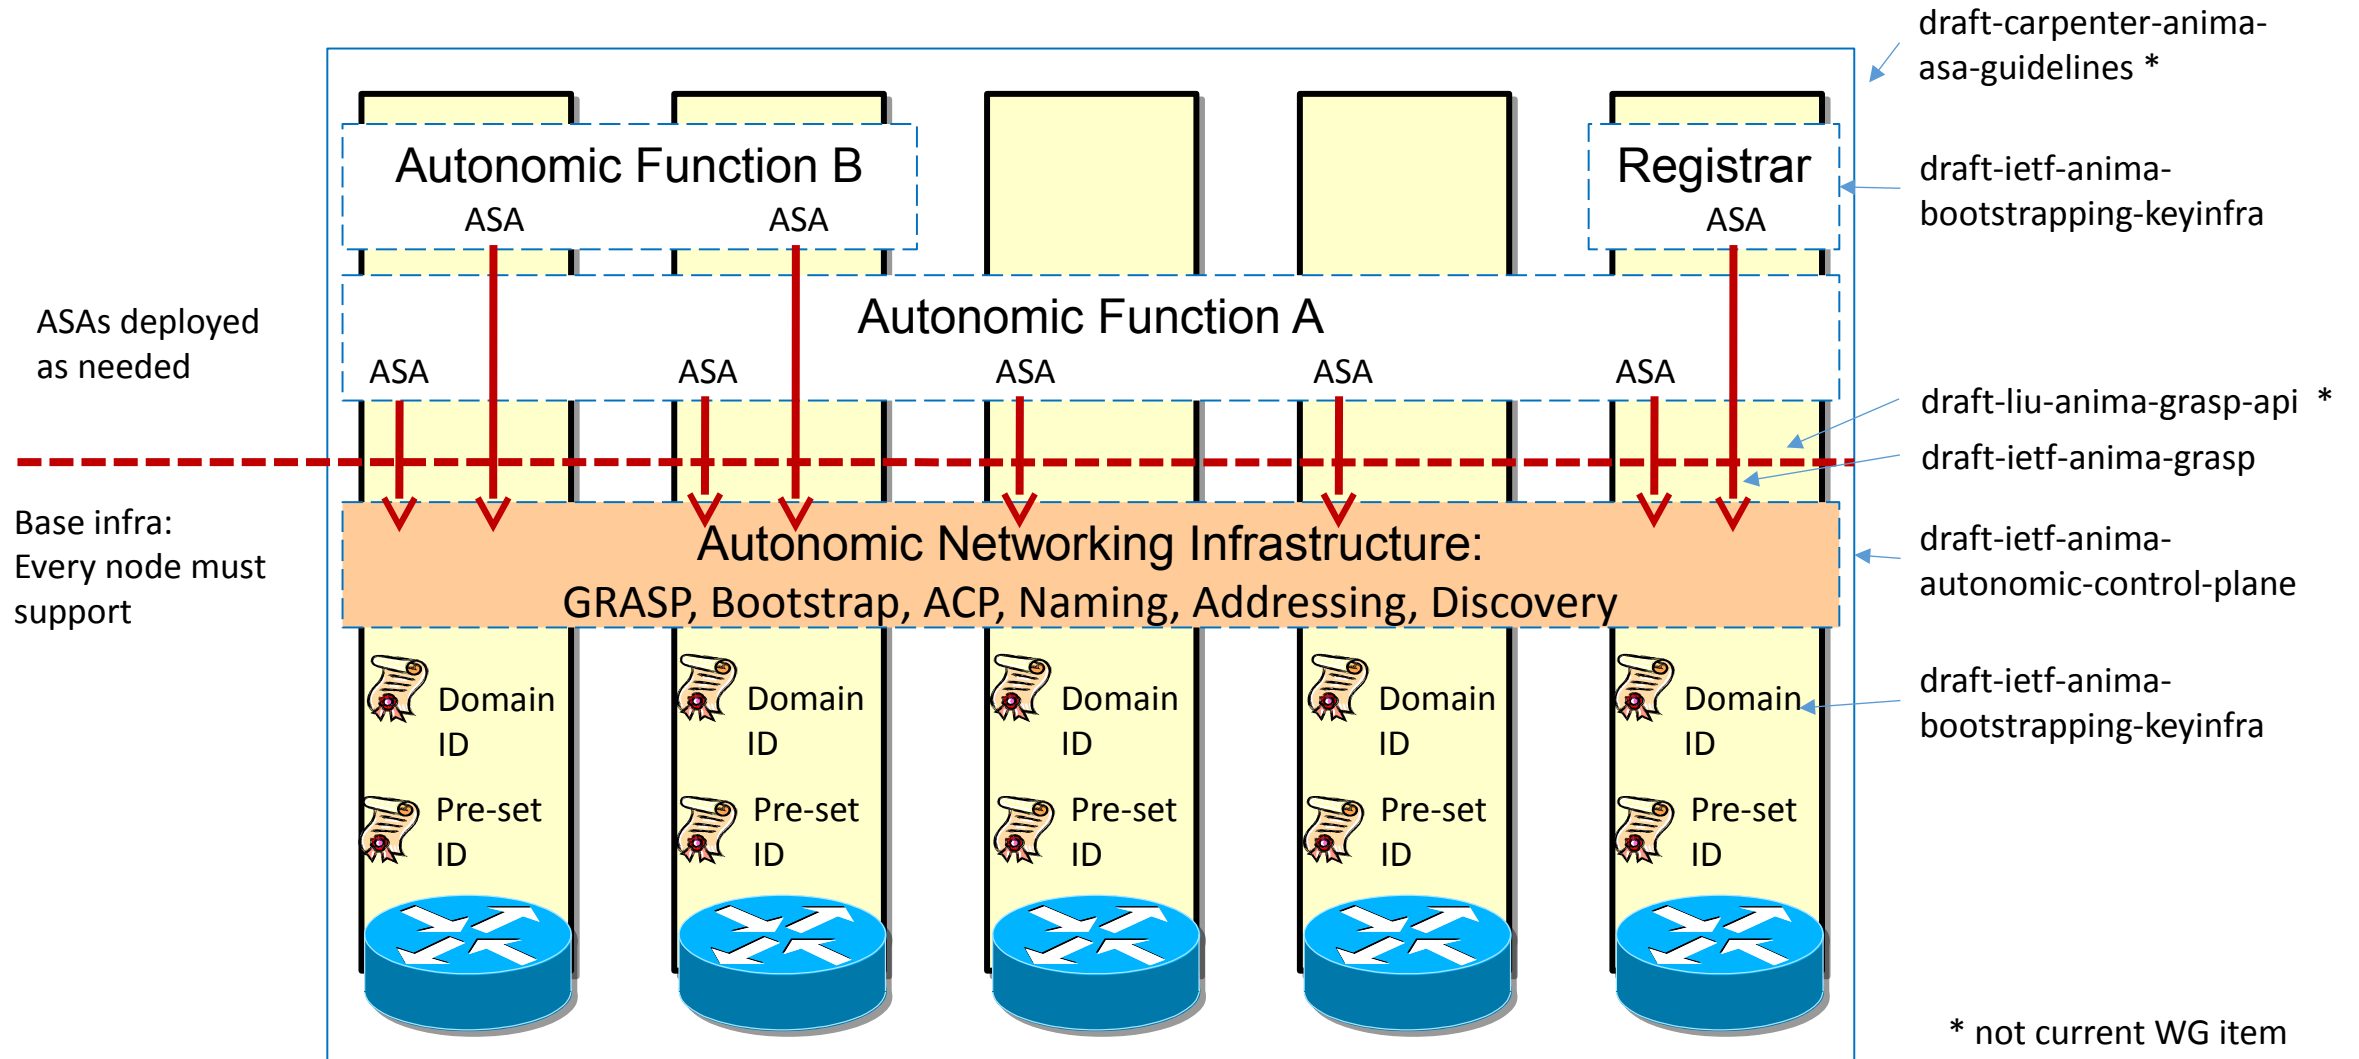 draft-carpenter-anima-
asa-guidelines *
Autonomic Function B
Registrar
draft-ietf-anima-
bootstrapping-keyinfra
ASA
ASA
ASA
Autonomic Function A
ASAs deployed
as needed
ASA
ASA
ASA
ASA
ASA
draft-liu-anima-grasp-api *
draft-ietf-anima-grasp
Base infra:
Every node must
support
Autonomic Networking Infrastructure:
GRASP, Bootstrap, ACP, Naming, Addressing, Discovery
draft-ietf-anima-
autonomic-control-plane
Domain
ID
Domain
ID
Domain
ID
Domain
ID
Domain
ID
draft-ietf-anima-
bootstrapping-keyinfra
Pre-set
ID
Pre-set
ID
Pre-set
ID
Pre-set
ID
Pre-set
ID
* not current WG item